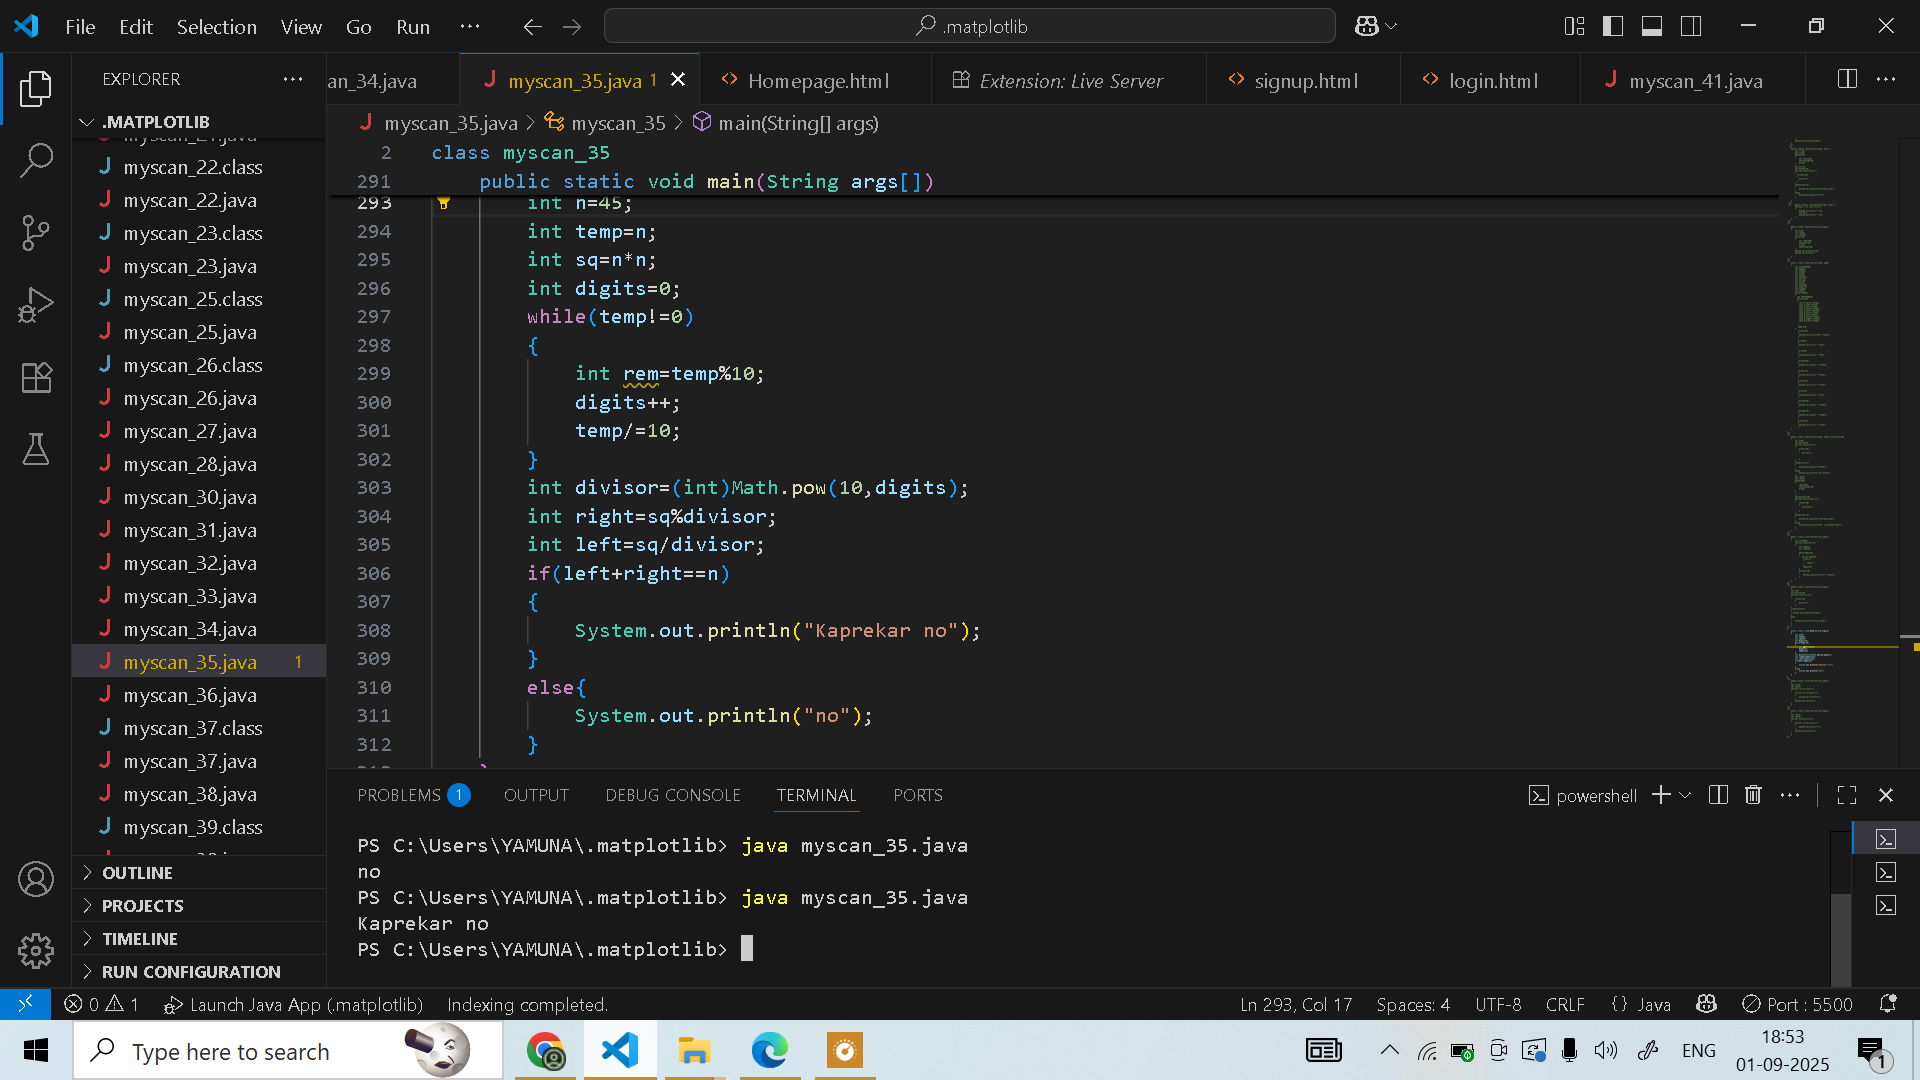 File Edit Selection View Go Run ··· .matplotlib
EXPLORER ···
an_34.java myscan_35.java 1 Homepage.html Extension: Live Server signup.html login.html myscan_41.java ···
.MATPLOTLIB
myscan_22.class
myscan_22.java
myscan_23.class
myscan_23.java
myscan_25.class
myscan_25.java
myscan_26.class
myscan_26.java
myscan_27.java
myscan_28.java
myscan_30.java
myscan_31.java
myscan_32.java
myscan_33.java
myscan_34.java
myscan_35.java 1
myscan_36.java
myscan_37.class
myscan_37.java
myscan_38.java
myscan_39.class
OUTLINE
PROJECTS
TIMELINE
RUN CONFIGURATION
myscan_35.java > myscan_35 > main(String[] args)
2 class myscan_35
291 public static void main(String args[])
293 int n=45;
294 int temp=n;
295 int sq=n*n;
296 int digits=0;
297 while(temp!=0)
298 {
299 int rem=temp%10;
300 digits++;
301 temp/=10;
302 }
303 int divisor=(int)Math.pow(10,digits);
304 int right=sq%divisor;
305 int left=sq/divisor;
306 if(left+right==n)
307 {
308 System.out.println("Kaprekar no");
309 }
310 else{
311 System.out.println("no");
312 }
PROBLEMS 1 OUTPUT DEBUG CONSOLE TERMINAL PORTS powershell ···
PS C:\Users\YAMUNA\.matplotlib> java myscan_35.java
no
PS C:\Users\YAMUNA\.matplotlib> java myscan_35.java
Kaprekar no
PS C:\Users\YAMUNA\.matplotlib>
0 1 Launch Java App (.matplotlib) Indexing completed. Ln 293, Col 17 Spaces: 4 UTF-8 CRLF {} Java Port : 5500
Type here to search ENG 18:53
01-09-2025 1